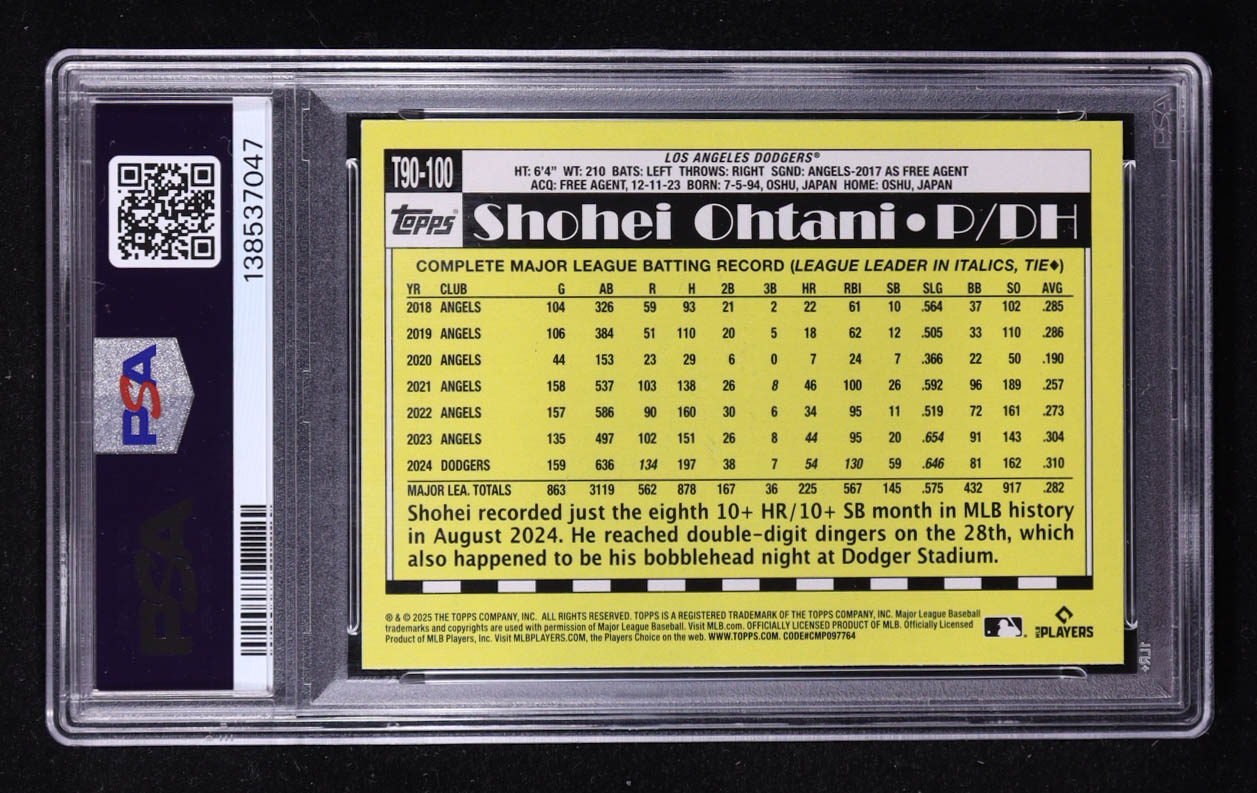 138537047
PSA
PSA
T90-100
LOS ANGELES DODGERS®
HT: 6'4" WT: 210 BATS: LEFT THROWS: RIGHT SGND: ANGELS-2017 AS FREE AGENT
ACQ: FREE AGENT, 12-11-23 BORN: 7-5-94, OSHU, JAPAN HOME: OSHU, JAPAN
topps® Shohei Ohtani • P/DH
COMPLETE MAJOR LEAGUE BATTING RECORD (LEAGUE LEADER IN ITALICS, TIE◆)
YR CLUB G AB R H 2B 3B HR RBI SB SLG BB SO AVG
2018 ANGELS 104 326 59 93 21 2 22 61 10 .564 37 102 .285
2019 ANGELS 106 384 51 110 20 5 18 62 12 .505 33 110 .286
2020 ANGELS 44 153 23 29 6 0 7 24 7 .366 22 50 .190
2021 ANGELS 158 537 103 138 26 8 46 100 26 .592 96 189 .257
2022 ANGELS 157 586 90 160 30 6 34 95 11 .519 72 161 .273
2023 ANGELS 135 497 102 151 26 8 44 95 20 .654 91 143 .304
2024 DODGERS 159 636 134 197 38 7 54 130 59 .646 81 162 .310
MAJOR LEA. TOTALS 863 3119 562 878 167 36 225 567 145 .575 432 917 .282
Shohei recorded just the eighth 10+ HR/10+ SB month in MLB history
in August 2024. He reached double-digit dingers on the 28th, which
also happened to be his bobblehead night at Dodger Stadium.
® & © 2025 THE TOPPS COMPANY, INC. ALL RIGHTS RESERVED. TOPPS IS A REGISTERED TRADEMARK OF THE TOPPS COMPANY, INC. Major League Baseball
trademarks and copyrights are used with permission of Major League Baseball. Visit MLB.com. OFFICIALLY LICENSED PRODUCT OF MLB. Officially Licensed
Product of MLB Players, Inc. Visit MLBPLAYERS.COM, the Players Choice on the web. WWW.TOPPS.COM. CODE#CMP097764
MLB PLAYERS
PSA